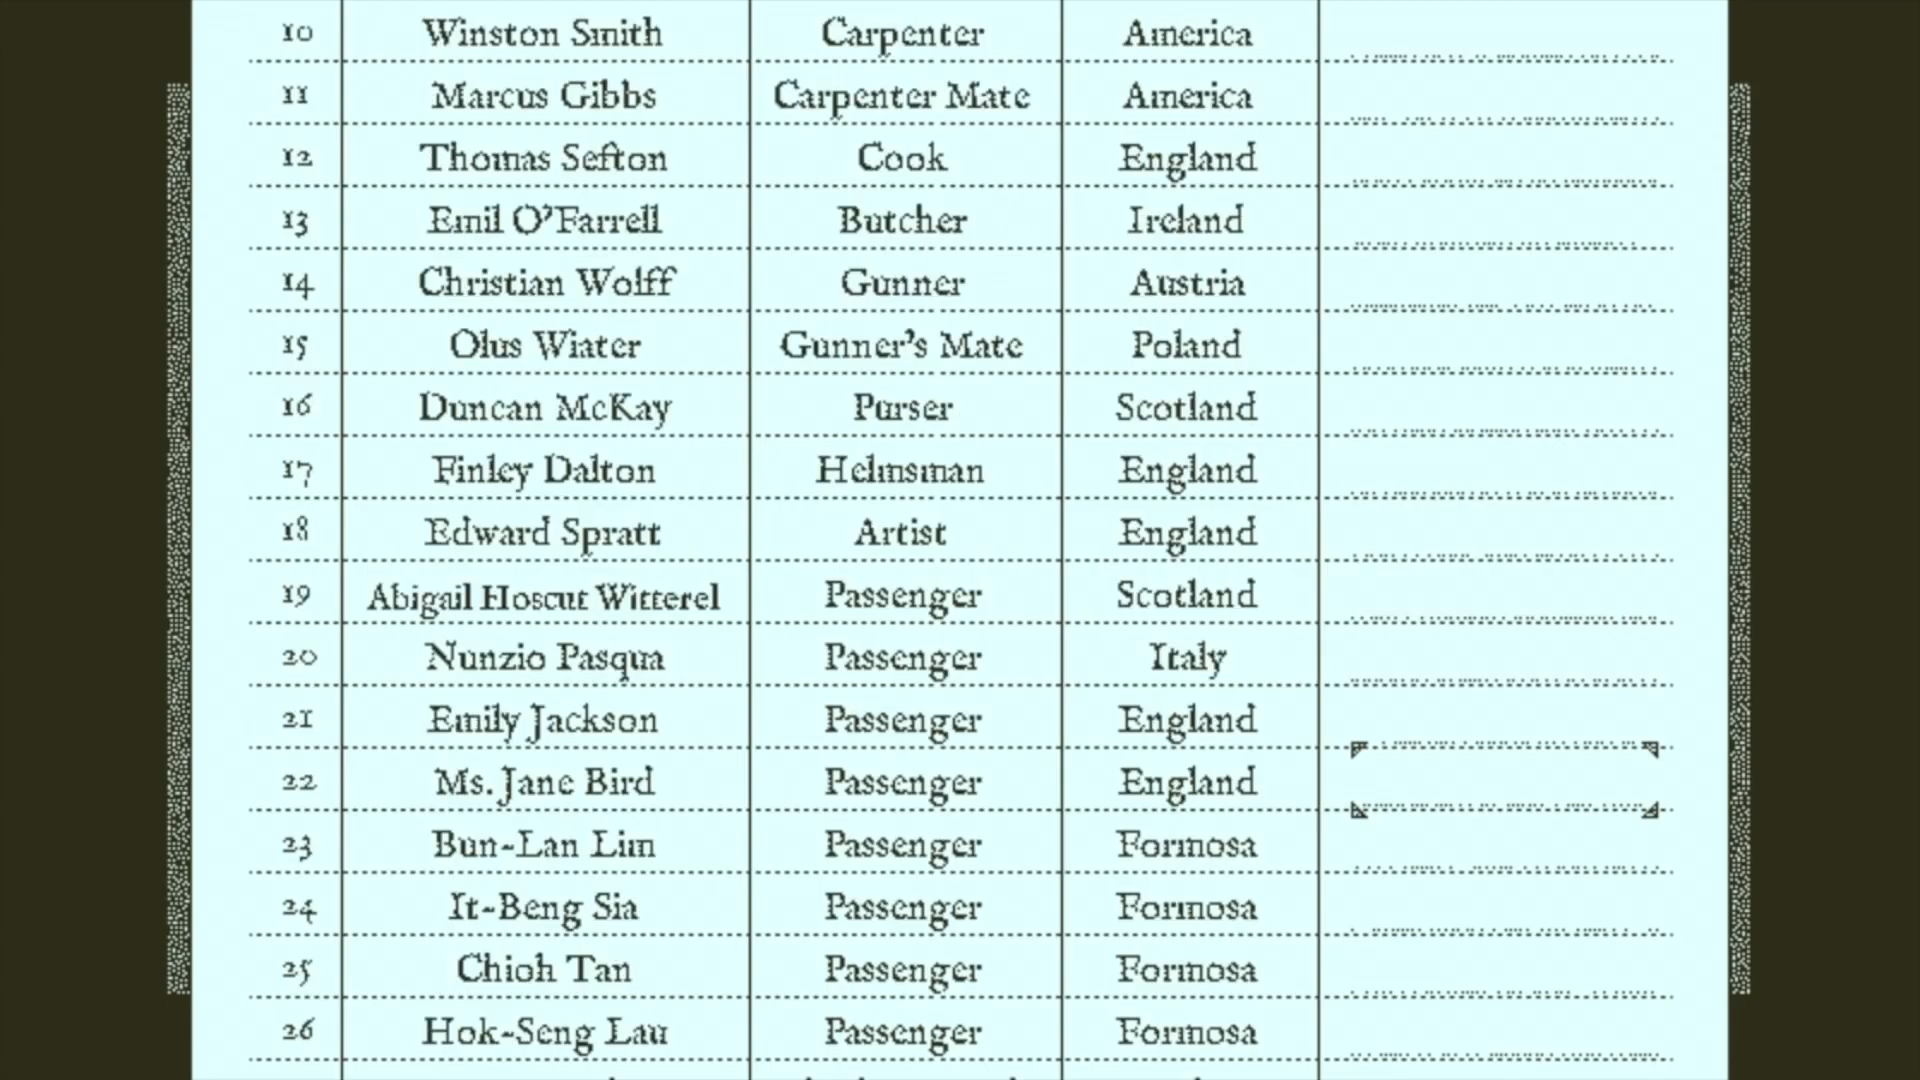 10 Winston Smith Carpenter America
11 Marcus Gibbs Carpenter Mate America
12 Thomas Sefton Cook England
13 Emil O'Farrell Butcher Ireland
14 Christian Wolff Gunner Austria
15 Olus Wiater Gunner's Mate Poland
16 Duncan McKay Purser Scotland
17 Finley Dalton Helmsman England
18 Edward Spratt Artist England
19 Abigail Hoscut Witterel Passenger Scotland
20 Nunzio Pasqua Passenger Italy
21 Emily Jackson Passenger England
22 Ms. Jane Bird Passenger England
23 Bun-Lan Lim Passenger Formosa
24 It-Beng Sia Passenger Formosa
25 Chioh Tan Passenger Formosa
26 Hok-Seng Lau Passenger Formosa